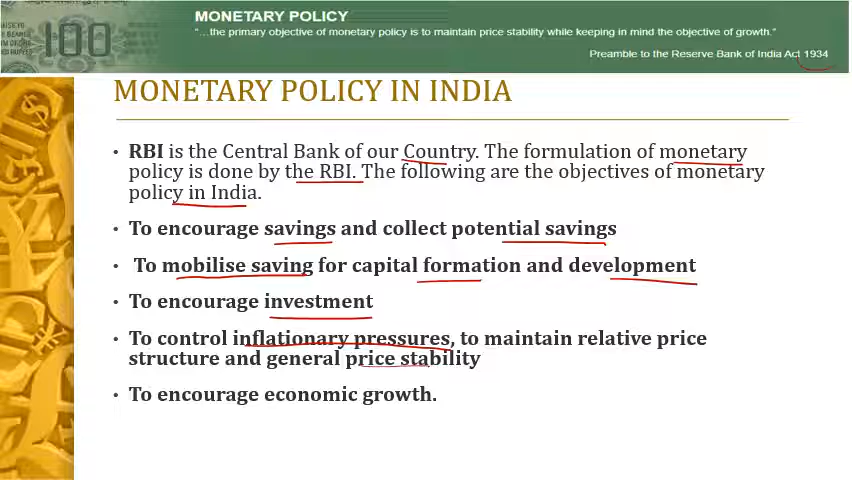 MONETARY POLICY
"...the primary objective of monetary policy is to maintain price stability while keeping in mind the objective of growth."
Preamble to the Reserve Bank of India Act 1934
100
MONETARY POLICY IN INDIA
• RBI is the Central Bank of our Country. The formulation of monetary
policy is done by the RBI. The following are the objectives of monetary
policy in India.
• To encourage savings and collect potential savings
• To mobilise saving for capital formation and development
• To encourage investment
• To control inflationary pressures, to maintain relative price
structure and general price stability
• To encourage economic growth.